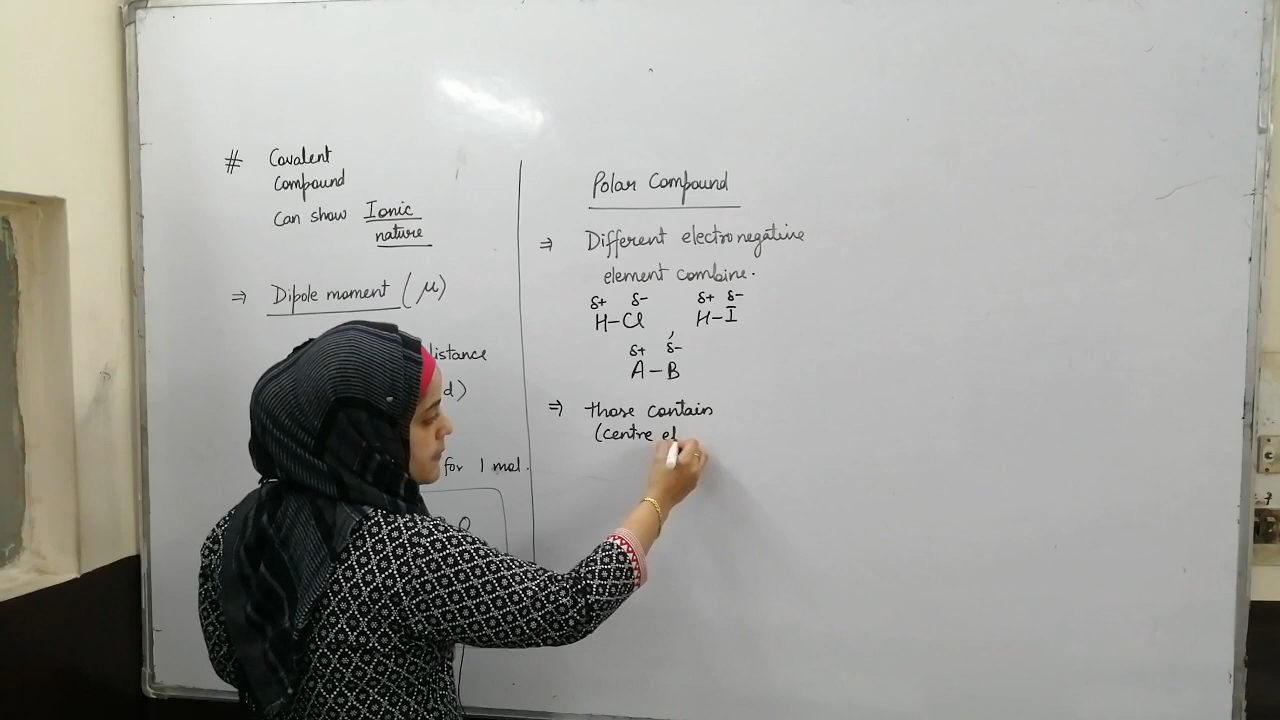 # Covalent
Compound
Can show Ionic
nature
⇒ Dipole moment (μ)
distance
d)
for 1 mol.
Polar Compound
⇒ Different electronegative
element combine.
δ+ δ- δ+ δ-
H-Cl , H-I
δ+ δ-
A-B
⇒ those contain
(centre el